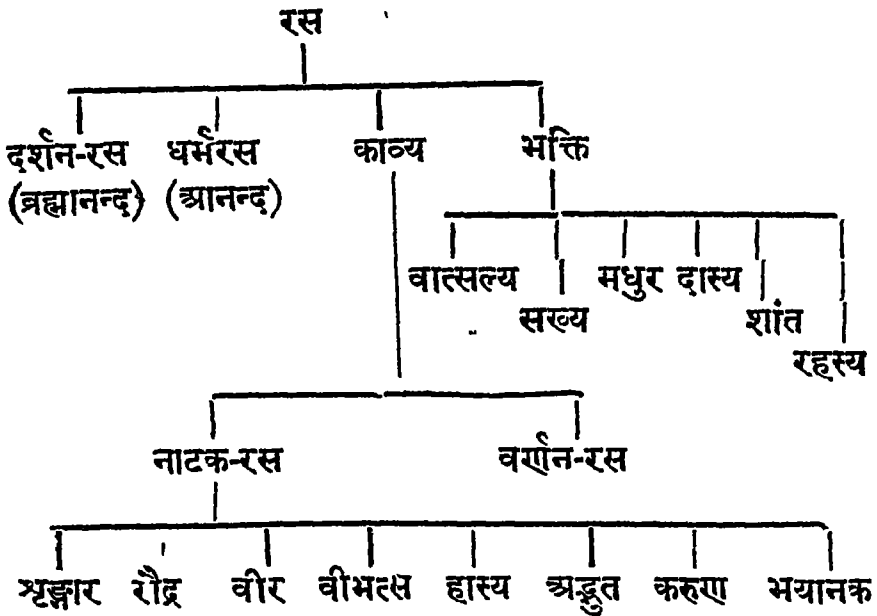 रस
दर्शन-रस धर्मरस काव्य भक्ति
(ब्रह्मानन्द) (आनन्द)
वात्सल्य मधुर दास्य
सख्य शांत
रहस्य
नाटक-रस वर्णन-रस
शृङ्गार रौद्र वीर वीभत्स हास्य अद्भुत करुण भयानक